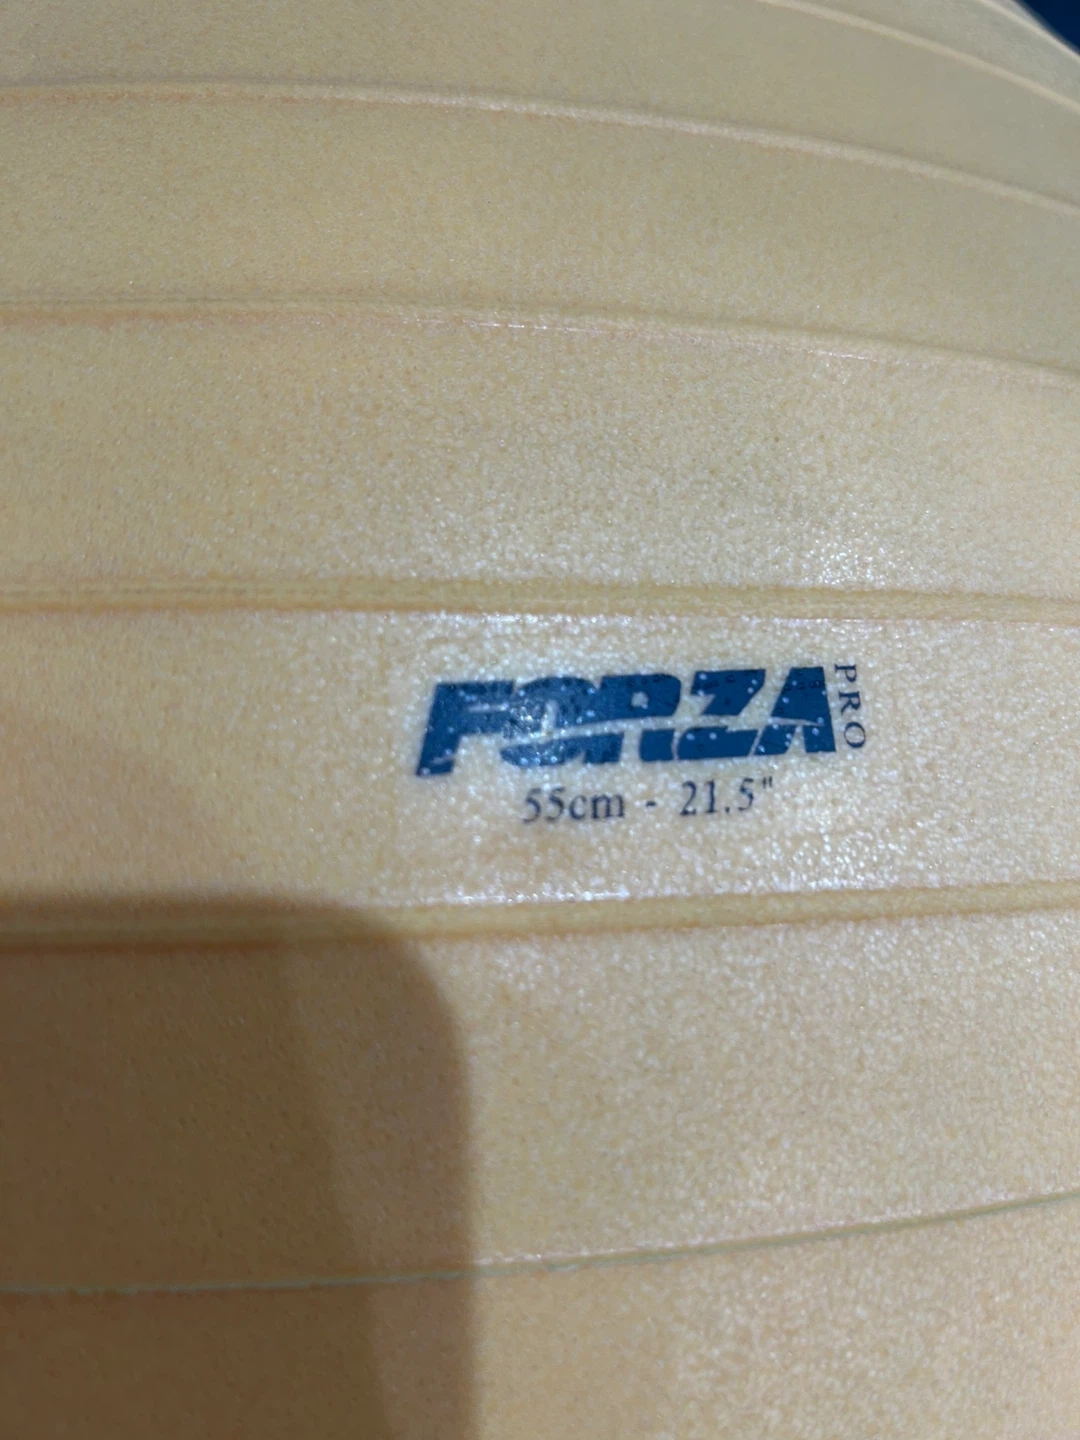 FORZA PRO
55cm - 21.5"